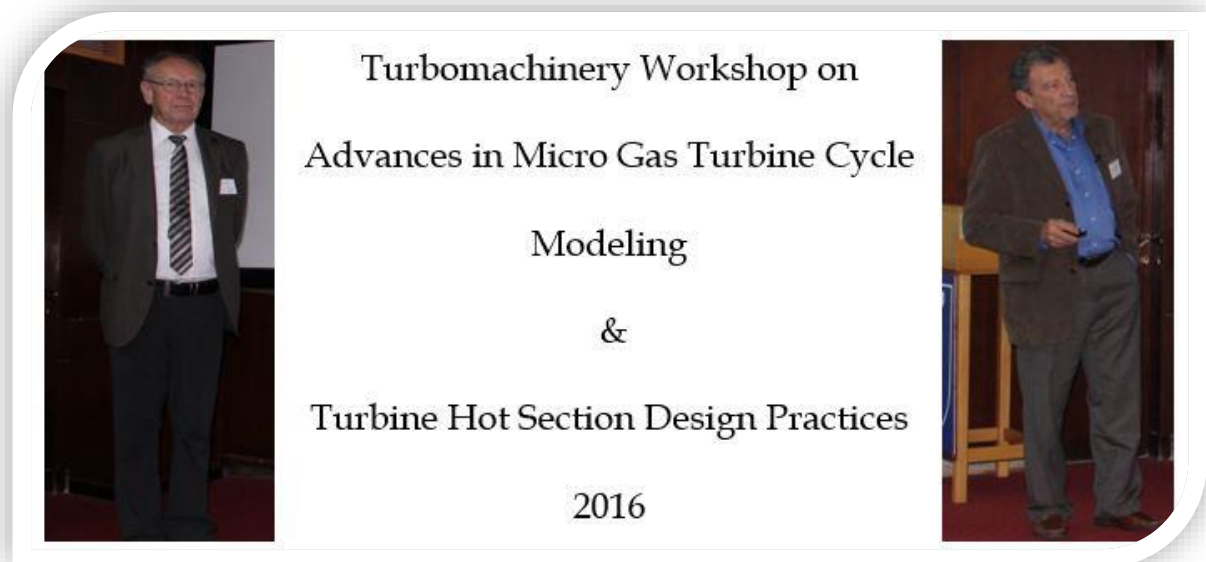 Turbomachinery Workshop on
Advances in Micro Gas Turbine Cycle
Modeling
&
Turbine Hot Section Design Practices
2016